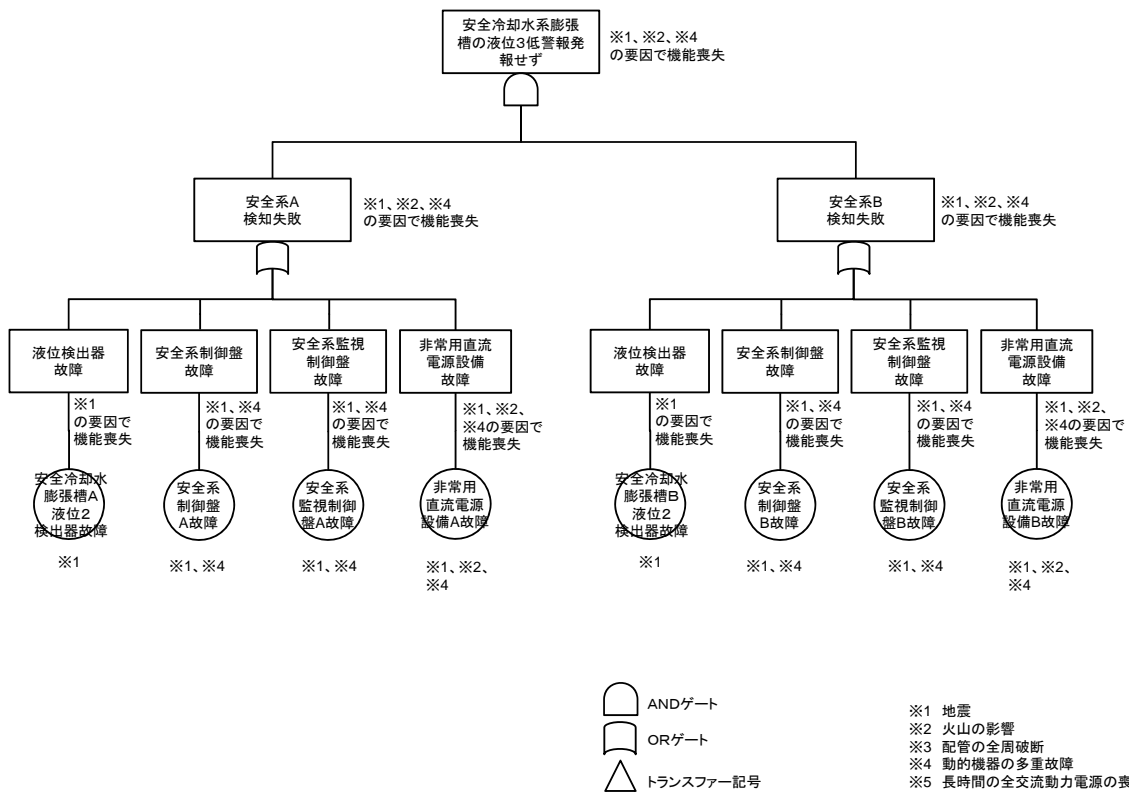 安全冷却水系膨張
槽の液位3低警報発
報せず
※1、※2、※4
の要因で機能喪失
安全系A
検知失敗
※1、※2、※4
の要因で機能喪失
安全系B
検知失敗
※1、※2、※4
の要因で機能喪失
液位検出器
故障
安全系制御盤
故障
安全系監視
制御盤
故障
非常用直流
電源設備
故障
液位検出器
故障
安全系制御盤
故障
安全系監視
制御盤
故障
非常用直流
電源設備
故障
※1
の要因で
機能喪失
※1、※4
の要因で
機能喪失
※1、※4
の要因で
機能喪失
※1、※2、
※4の要因で
機能喪失
※1
の要因で
機能喪失
※1、※4
の要因で
機能喪失
※1、※4
の要因で
機能喪失
※1、※2、
※4の要因で
機能喪失
安全冷却水
膨張槽A
液位2
検出器故障
安全系
制御盤
A故障
安全系
監視制御
盤A故障
非常用
直流電源
設備A故障
安全冷却水
膨張槽B
液位2
検出器故障
安全系
制御盤
B故障
安全系
監視制御
盤B故障
非常用
直流電源
設備B故障
※1
※1、※4
※1、※4
※1、※2、
※4
※1
※1、※4
※1、※4
※1、※2、
※4
ANDゲート
ORゲート
トランスファー記号
※1 地震
※2 火山の影響
※3 配管の全周破断
※4 動的機器の多重故障
※5 長時間の全交流動力電源の喪